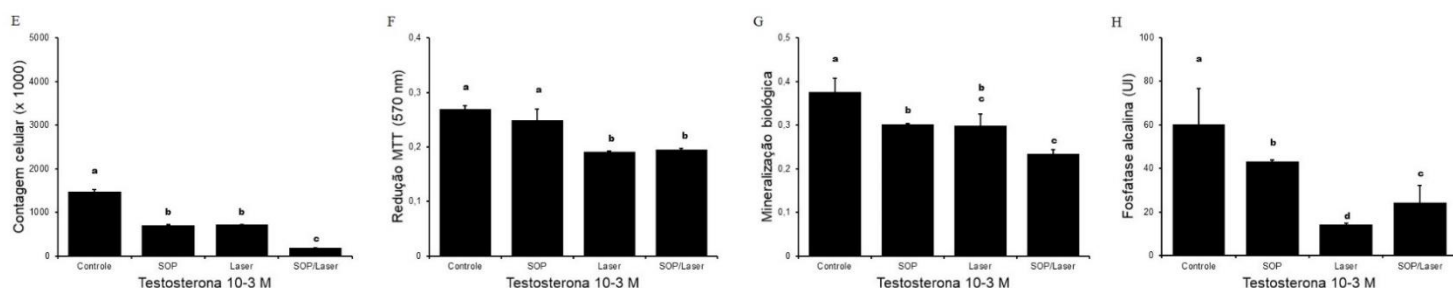 E
Contagem celular (x 1000)
5000
4000
3000
2000
1000
0
a
b
b
c
Controle SOP Laser SOP/Laser
Testosterona 10-3 M
F
Redução MTT (570 nm)
0,4
0,3
0,2
0,1
0
a
a
b
b
Controle SOP Laser SOP/Laser
Testosterona 10-3 M
G
Mineralização biológica
0,5
0,4
0,3
0,2
0,1
0
a
b
b
c
c
Controle SOP Laser SOP/Laser
Testosterona 10-3 M
H
Fosfatase alcalina (UI)
100
80
60
40
20
0
a
b
d
c
Controle SOP Laser SOP/Laser
Testosterona 10-3 M